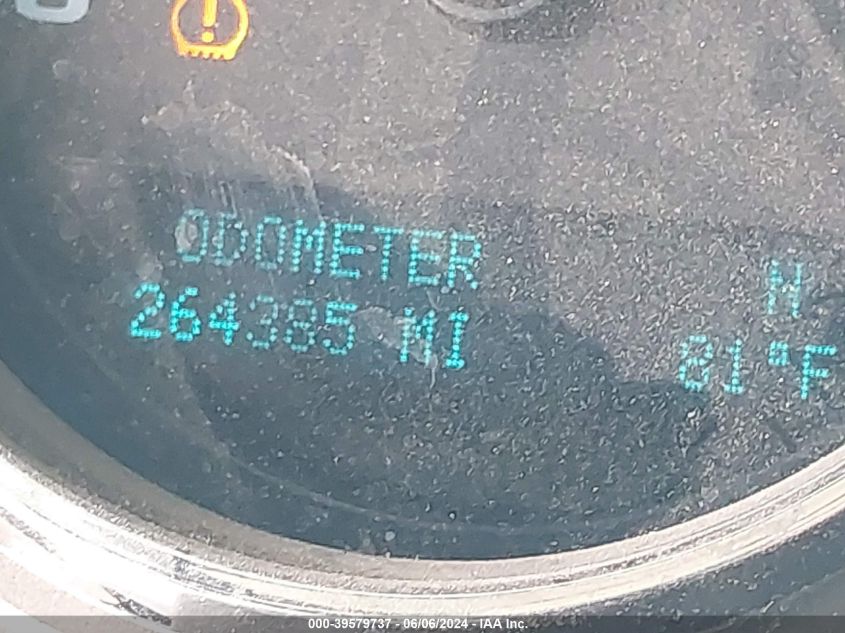 ODOMETER
264385 MI
N
81°F
000-39579737 - 06/06/2024 - IAA Inc.